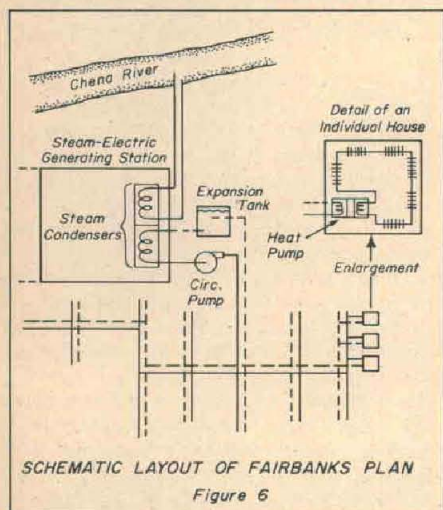 Chena River
Detail of an
Individual House
Steam-Electric
Generating Station
Expansion
Tank
Steam
Condensers
Heat
Pump
Enlargement
Circ.
Pump
SCHEMATIC LAYOUT OF FAIRBANKS PLAN
Figure 6